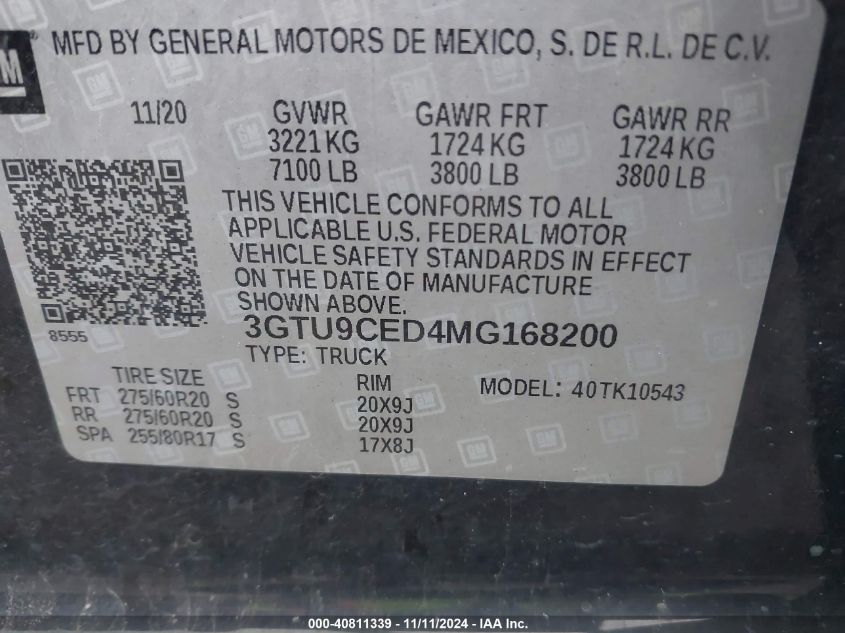 GM ®
MFD BY GENERAL MOTORS DE MEXICO, S. DE R.L. DE C.V.
11/20 GVWR GAWR FRT GAWR RR
3221 KG 1724 KG 1724 KG
7100 LB 3800 LB 3800 LB
THIS VEHICLE CONFORMS TO ALL
APPLICABLE U.S. FEDERAL MOTOR
VEHICLE SAFETY STANDARDS IN EFFECT
ON THE DATE OF MANUFACTURE
SHOWN ABOVE.
8555
3GTU9CED4MG168200
TYPE: TRUCK
TIRE SIZE RIM MODEL: 40TK10543
FRT 275/60R20 S 20X9J
RR 275/60R20 S 20X9J
SPA 255/80R17 S 17X8J
000-40811339 - 11/11/2024 - IAA Inc.